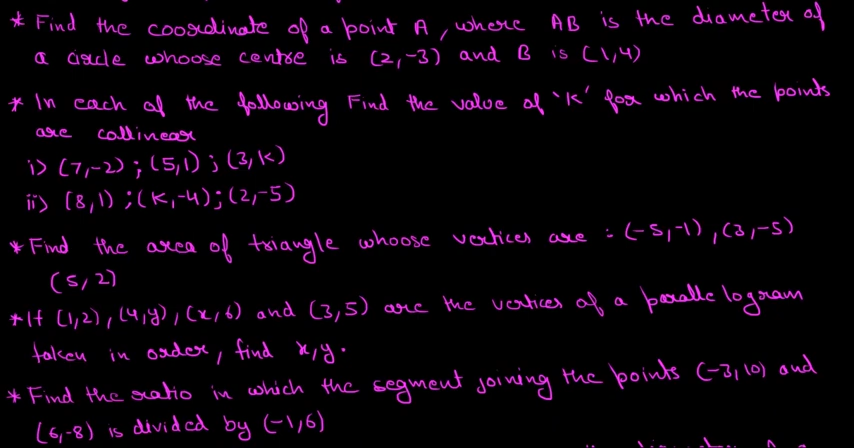 * Find the coordinate of a point A, where AB is the diameter of
a circle whose centre is (2,-3) and B is (1,4)
* In each of the following Find the value of 'K' for which the points
are collinear
i> (7,-2); (5,1); (3,K)
ii> (8,1); (K,-4); (2,-5)
* Find the area of triangle whose vertices are : (-5,-1), (3,-5)
(5,2)
* If (1,2), (4,y), (x,6) and (3,5) are the vertices of a parallelogram
taken in order, find x,y.
* Find the ratio in which the segment joining the points (-3,10) and
(6,-8) is divided by (-1,6)